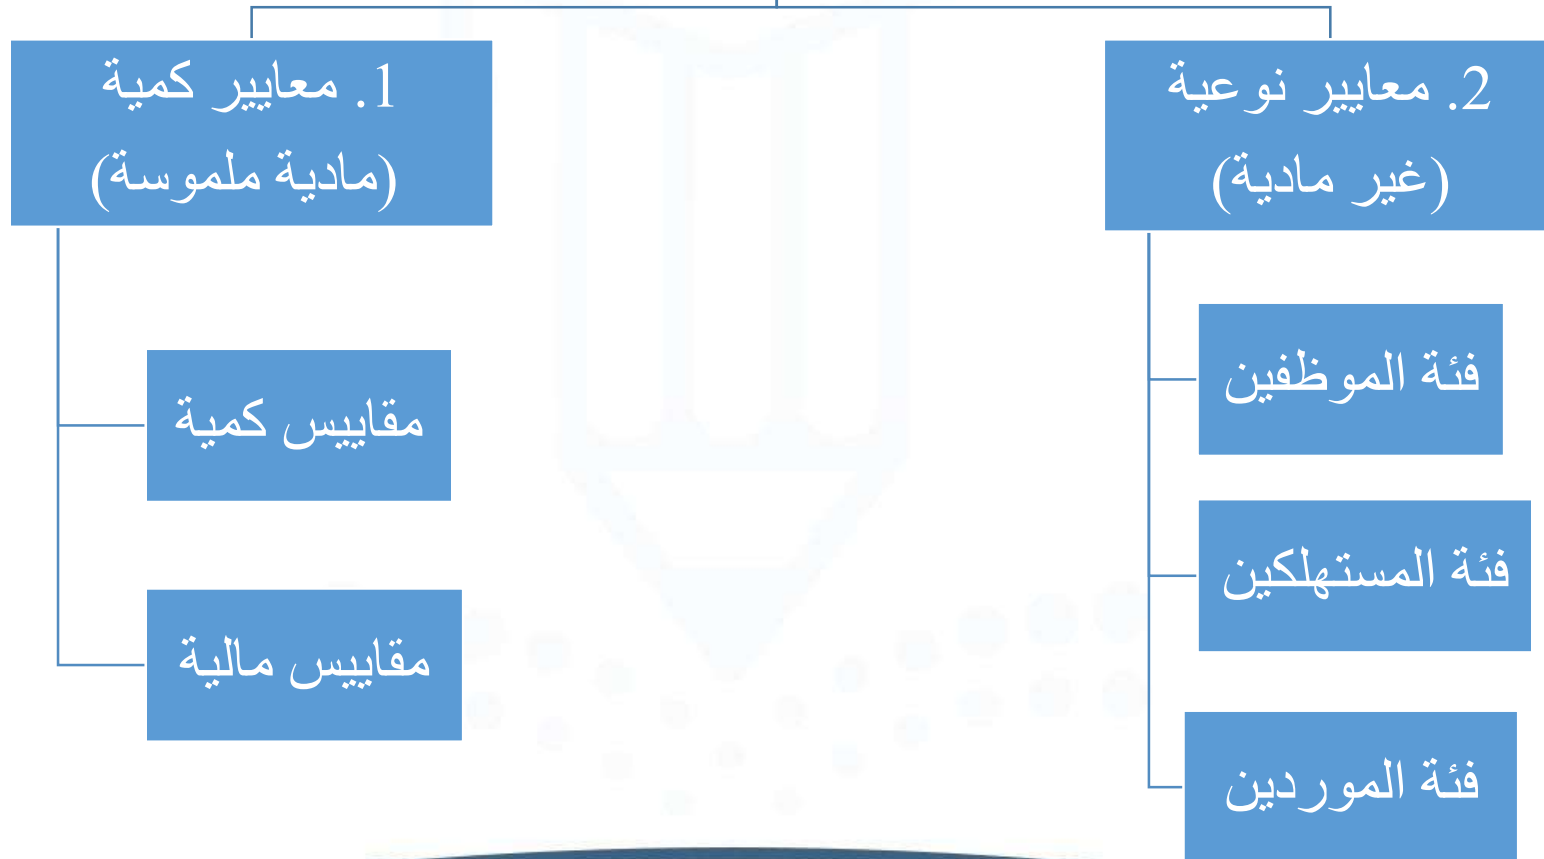 1. معايير كمية
(مادية ملموسة)
مقاييس كمية
مقاييس مالية
2. معايير نوعية
(غير مادية)
فئة الموظفين
فئة المستهلكين
فئة الموردين